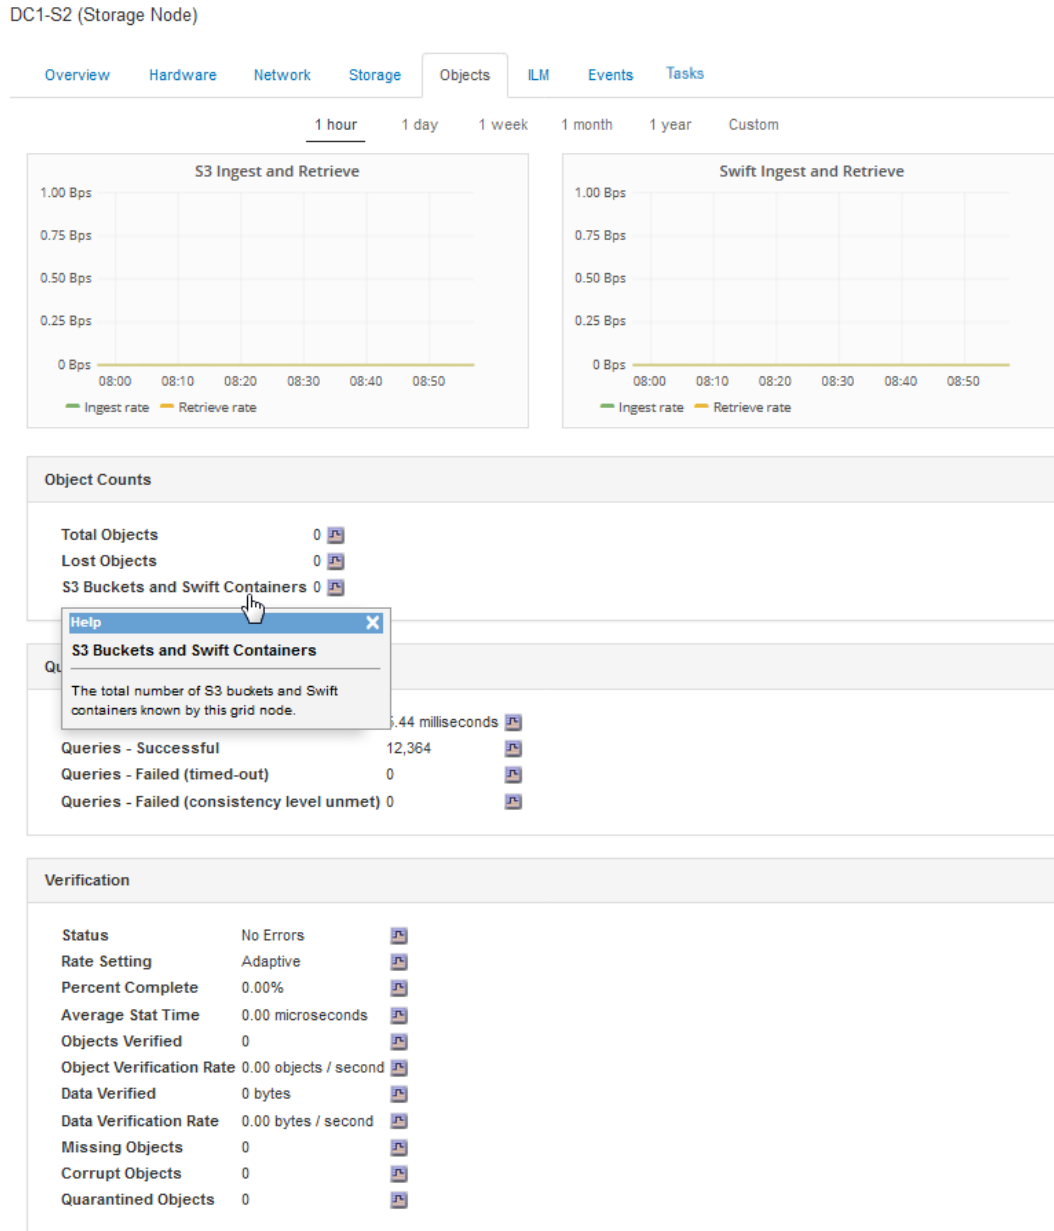 DC1-S2 (Storage Node)
Overview Hardware Network Storage Objects ILM Events Tasks
1 hour 1 day 1 week 1 month 1 year Custom
S3 Ingest and Retrieve
1.00 Bps
0.75 Bps
0.50 Bps
0.25 Bps
0 Bps
08:00 08:10 08:20 08:30 08:40 08:50
Ingest rate Retrieve rate
Swift Ingest and Retrieve
1.00 Bps
0.75 Bps
0.50 Bps
0.25 Bps
0 Bps
08:00 08:10 08:20 08:30 08:40 08:50
Ingest rate Retrieve rate
Object Counts
Total Objects 0
Lost Objects 0
S3 Buckets and Swift Containers 0
Help X
S3 Buckets and Swift Containers
The total number of S3 buckets and Swift
containers known by this grid node.
.44 milliseconds
Queries - Successful 12,364
Queries - Failed (timed-out) 0
Queries - Failed (consistency level unmet) 0
Verification
Status No Errors
Rate Setting Adaptive
Percent Complete 0.00%
Average Stat Time 0.00 microseconds
Objects Verified 0
Object Verification Rate 0.00 objects / second
Data Verified 0 bytes
Data Verification Rate 0.00 bytes / second
Missing Objects 0
Corrupt Objects 0
Quarantined Objects 0